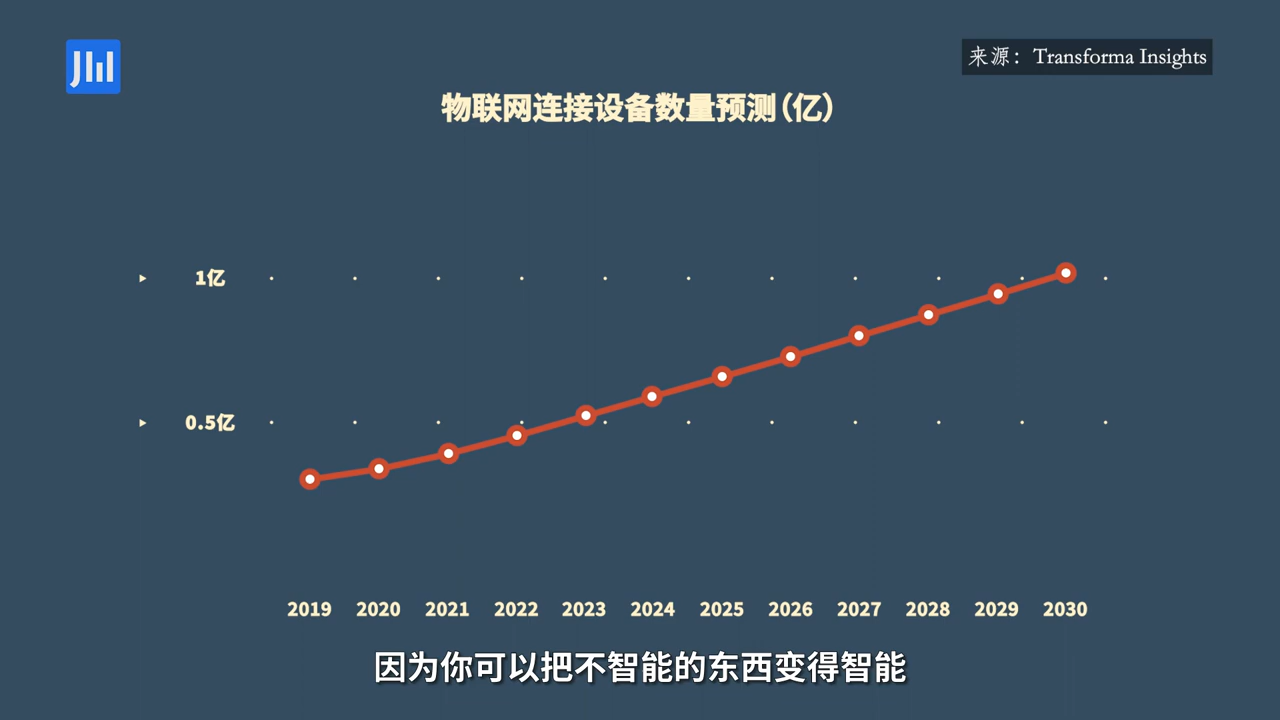 JM
来源：Transforma Insights
物联网连接设备数量预测（亿）
1亿
0.5亿
2019 2020 2021 2022 2023 2024 2025 2026 2027 2028 2029 2030
因为你可以把不智能的东西变得智能